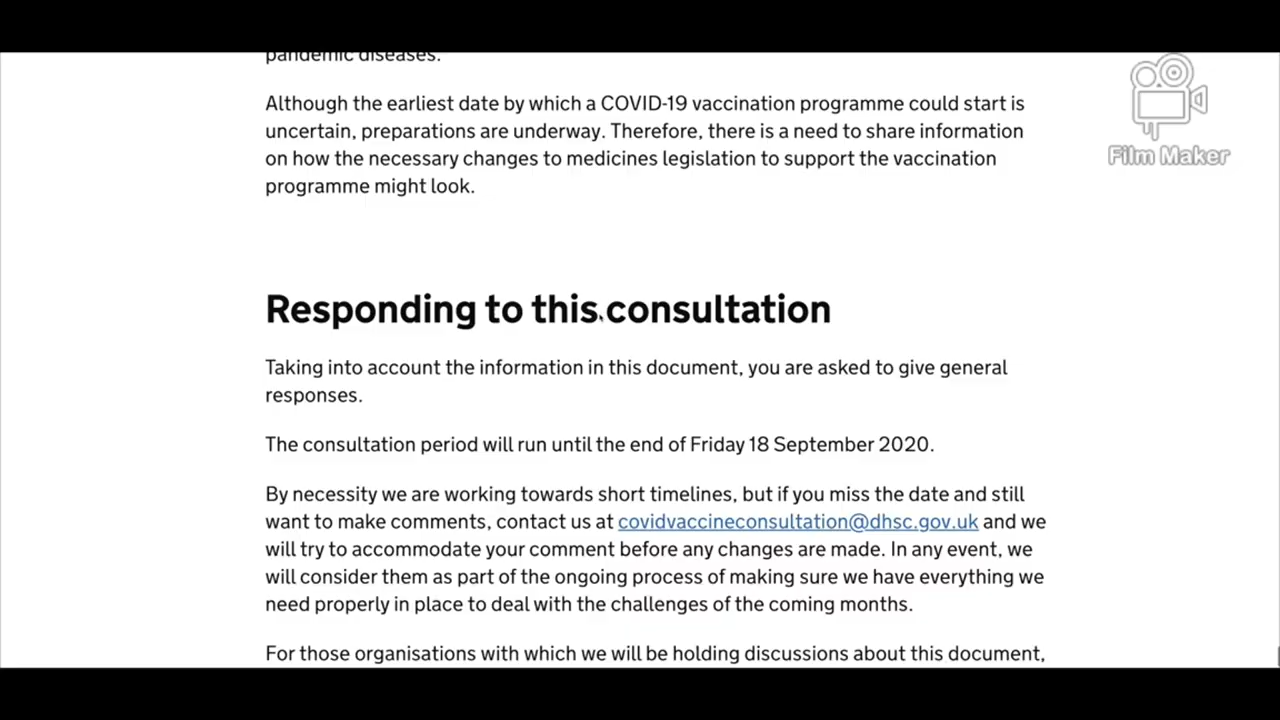 pandemic diseases.
Although the earliest date by which a COVID-19 vaccination programme could start is
uncertain, preparations are underway. Therefore, there is a need to share information
on how the necessary changes to medicines legislation to support the vaccination
programme might look.
Film Maker
Responding to this consultation
Taking into account the information in this document, you are asked to give general
responses.
The consultation period will run until the end of Friday 18 September 2020.
By necessity we are working towards short timelines, but if you miss the date and still
want to make comments, contact us at covidvaccineconsultation@dhsc.gov.uk and we
will try to accommodate your comment before any changes are made. In any event, we
will consider them as part of the ongoing process of making sure we have everything we
need properly in place to deal with the challenges of the coming months.
For those organisations with which we will be holding discussions about this document,